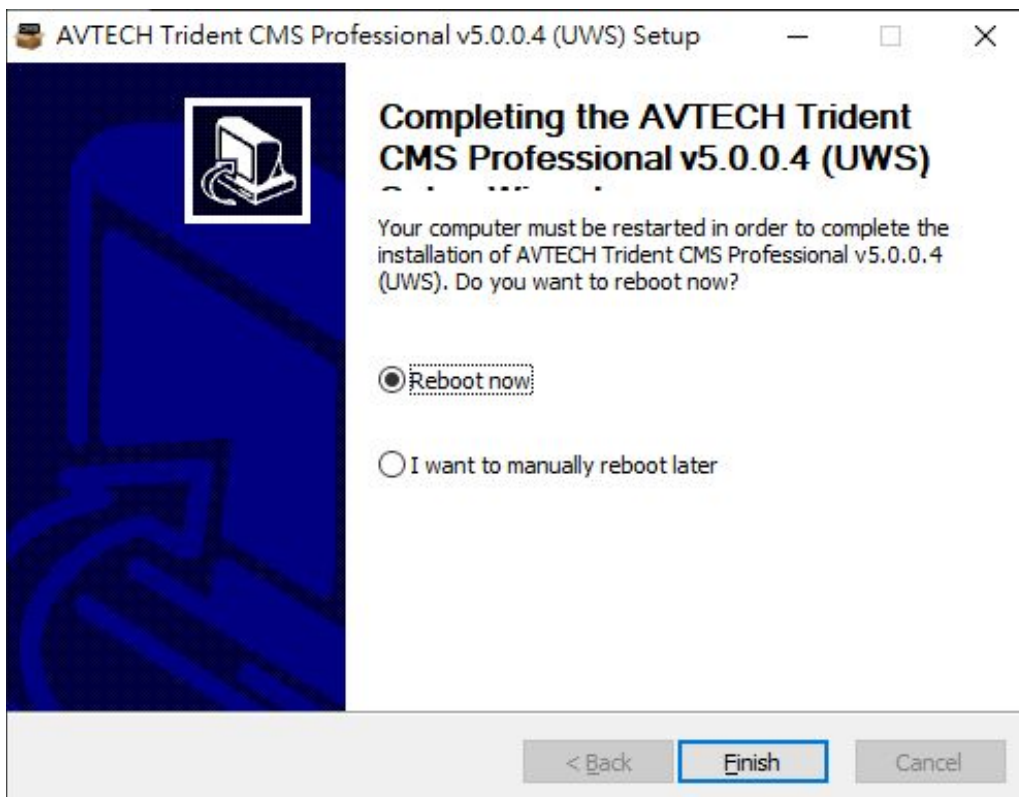 AVTECH Trident CMS Professional v5.0.0.4 (UWS) Setup
Completing the AVTECH Trident
CMS Professional v5.0.0.4 (UWS)
Your computer must be restarted in order to complete the
installation of AVTECH Trident CMS Professional v5.0.0.4
(UWS). Do you want to reboot now?
Reboot now
I want to manually reboot later
< Back
Finish
Cancel